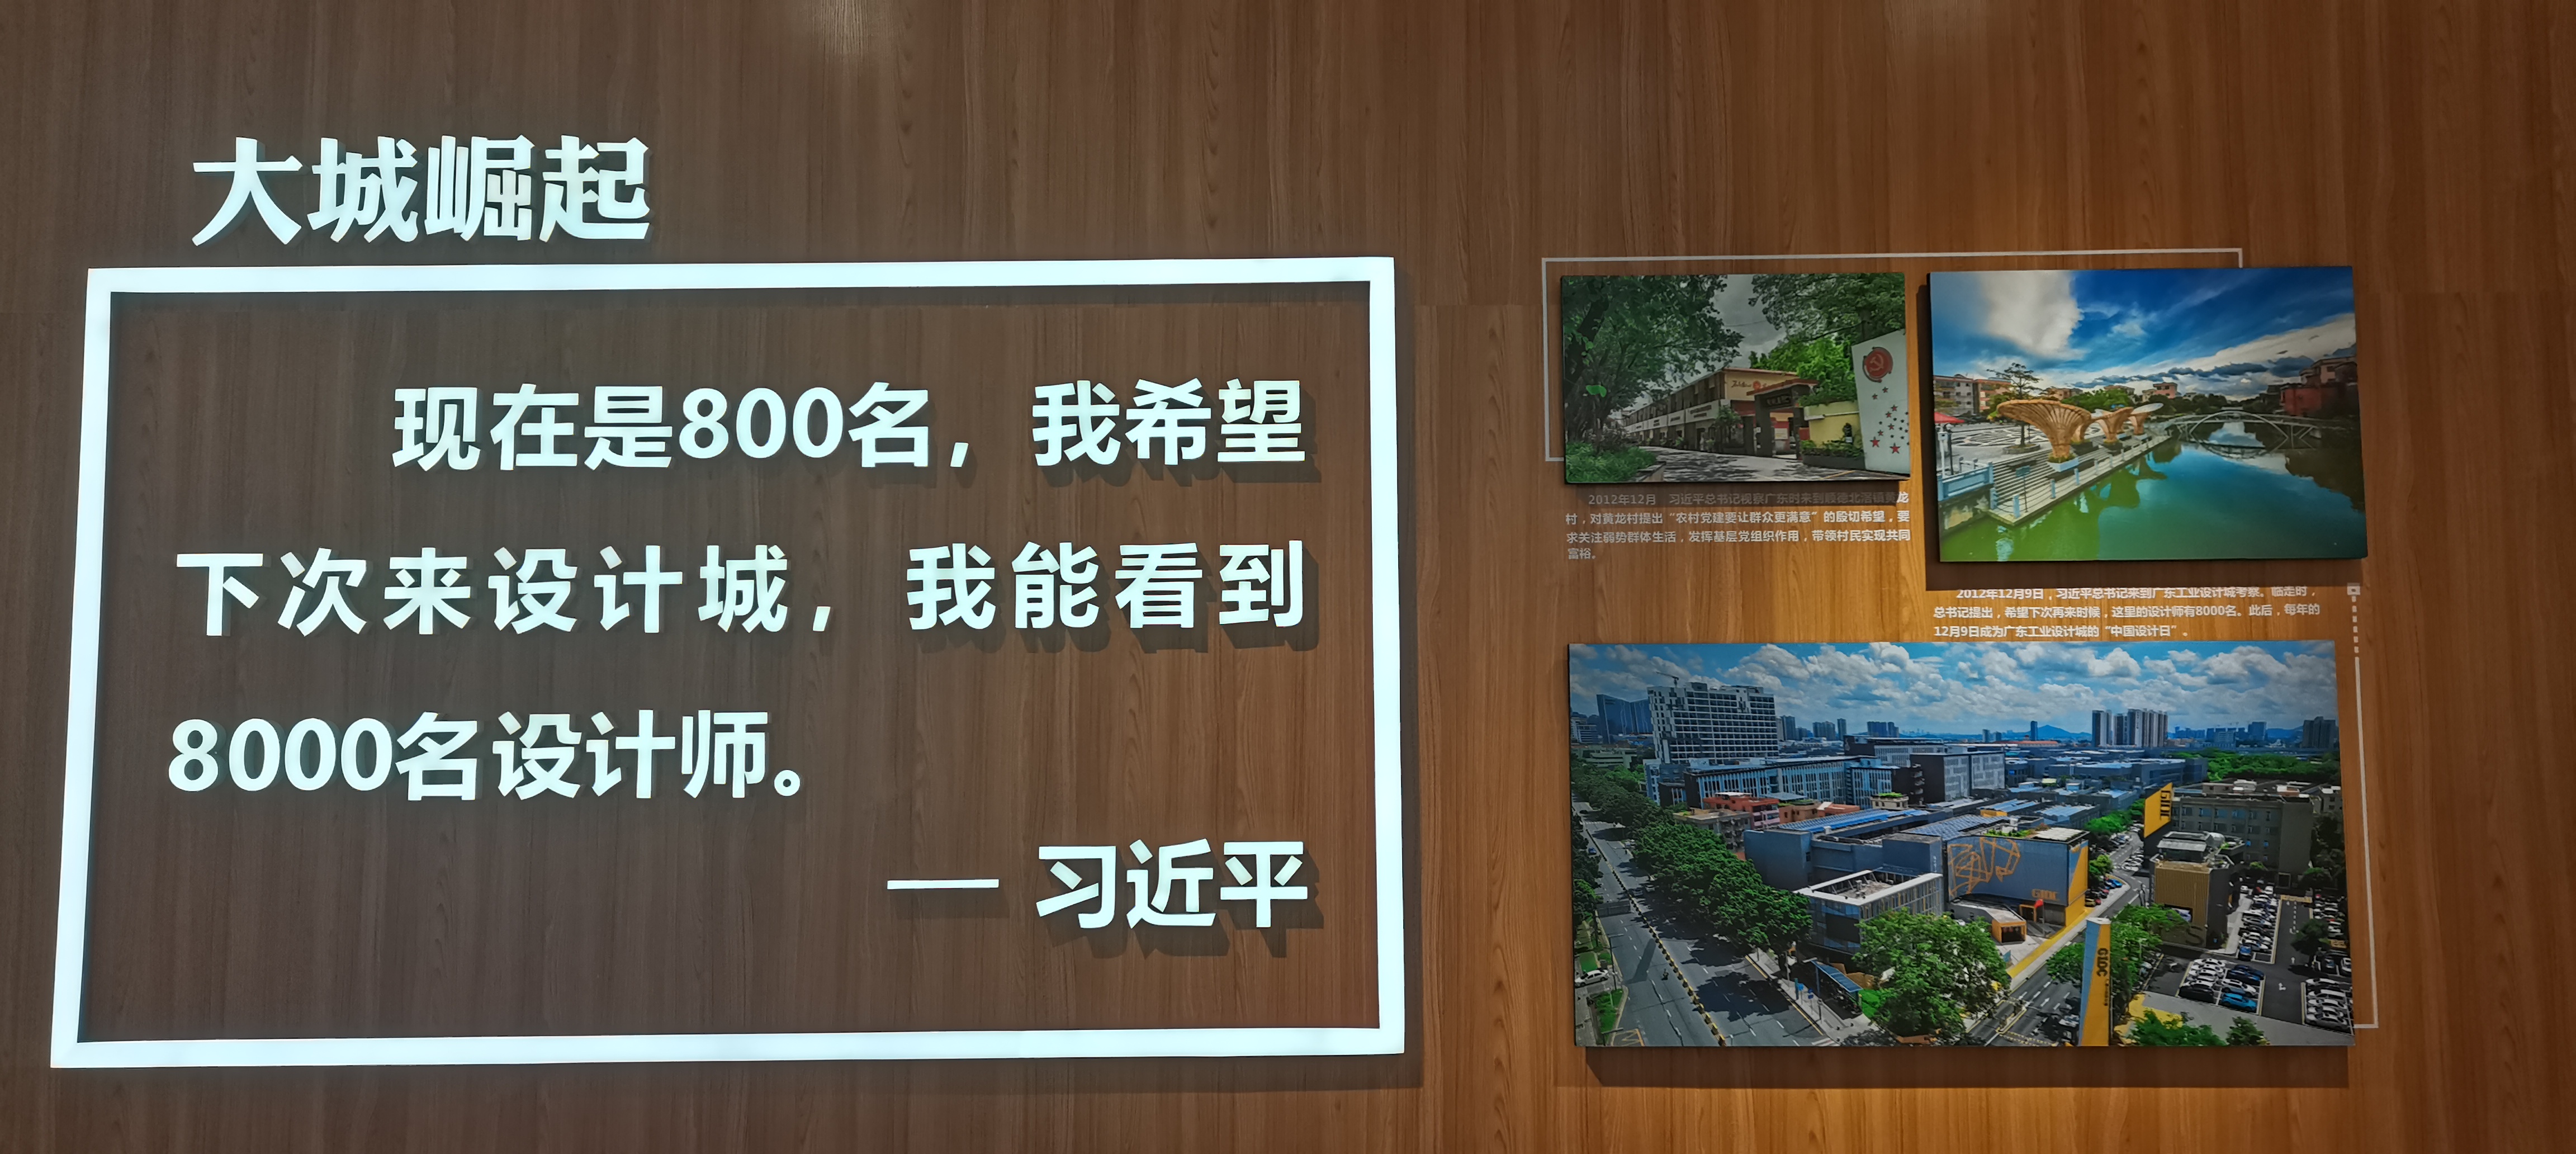 大城崛起
现在是800名，我希望
下次来设计城，我能看到
8000名设计师。
— 习近平
2012年12月 习近平总书记视察广东时来到顺德北滘镇黄龙
村，对黄龙村提出“农村党建要让群众更满意”的殷切希望，要
求关注弱势群体生活，发挥基层党组织作用，带领村民实现共同
富裕。
2012年12月9日，习近平总书记来到广东工业设计城考察。临走时，
总书记提出，希望下次再来时候，这里的设计师有8000名。此后，每年的
12月9日成为广东工业设计城的“中国设计日”。
GIDC
GIDC
GIDC